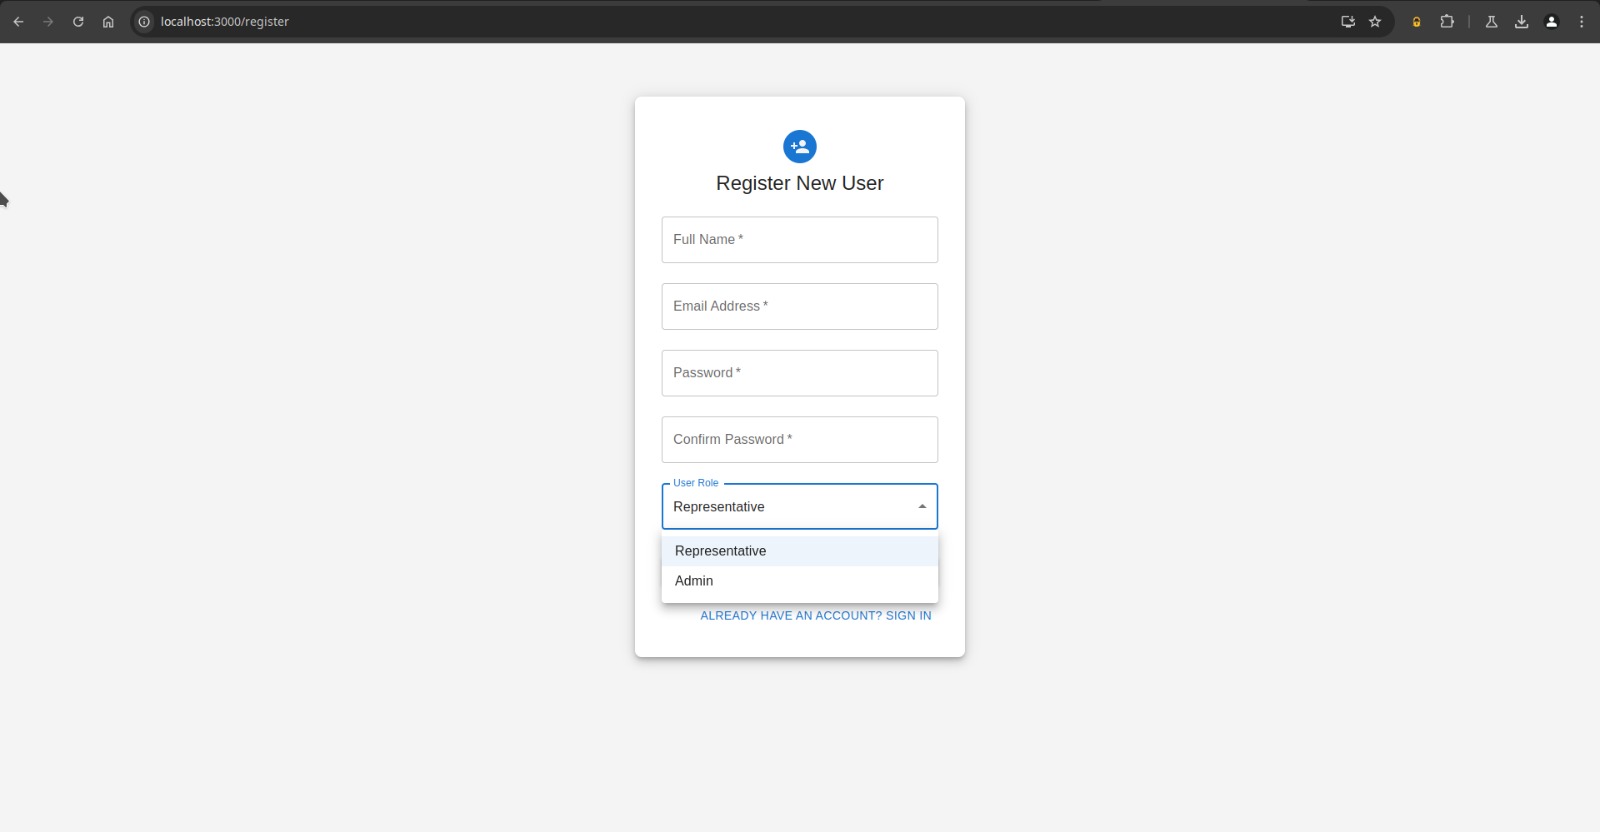 localhost:3000/register
Register New User
Full Name *
Email Address *
Password *
Confirm Password *
User Role
Representative
Representative
Admin
ALREADY HAVE AN ACCOUNT? SIGN IN